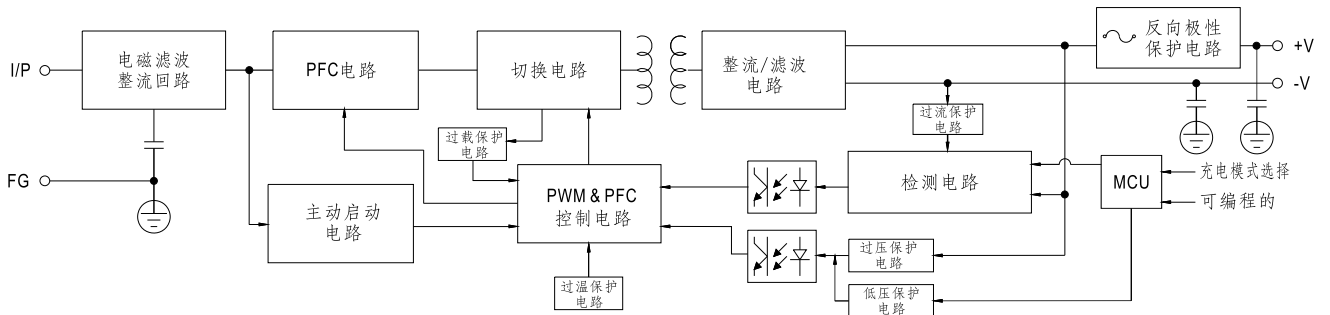 I/P
电磁滤波
整流回路
PFC电路
切换电路
整流/滤波
电路
反向极性
保护电路
+V
-V
过载保护
电路
过流保护
电路
FG
主动启动
电路
PWM & PFC
控制电路
检测电路
MCU
充电模式选择
可编程的
过温保护
电路
过压保护
电路
低压保护
电路